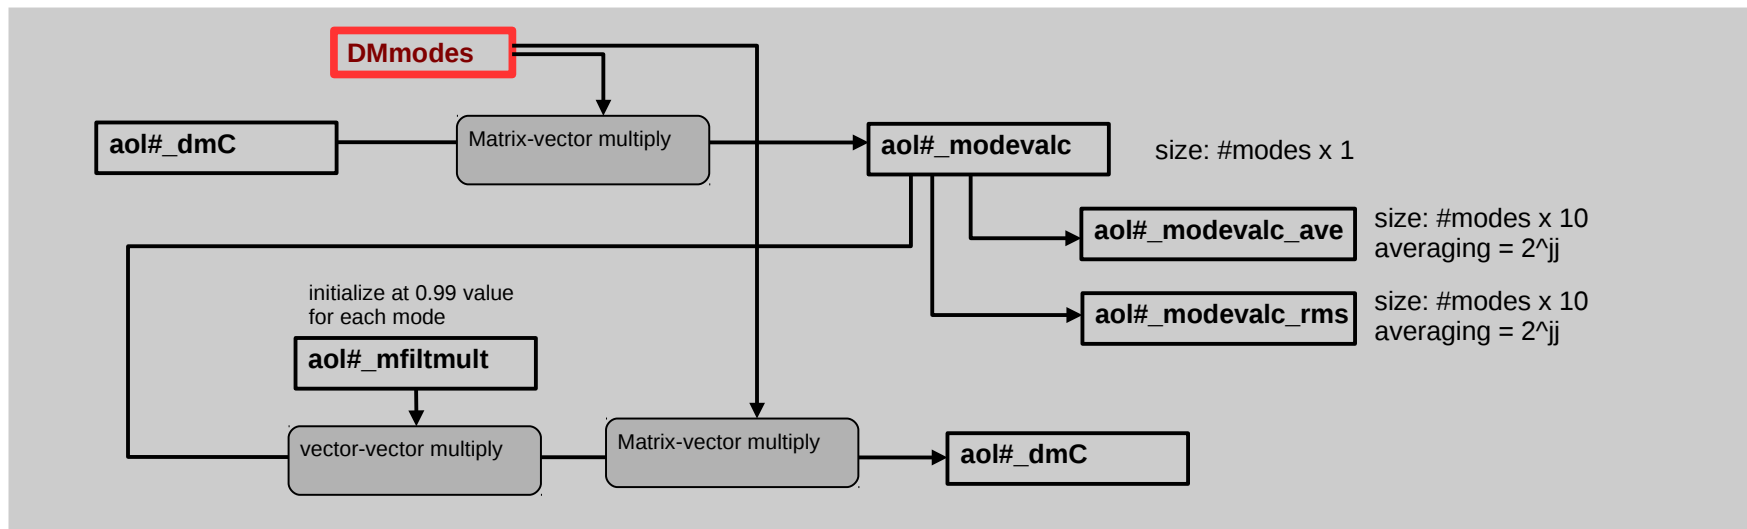 DMmodes
aol#_dmC
Matrix-vector multiply
aol#_modevalc
size: #modes x 1
aol#_modevalc_ave
size: #modes x 10
averaging = 2^jj
initialize at 0.99 value
for each mode
aol#_modevalc_rms
size: #modes x 10
averaging = 2^jj
aol#_mfiltmult
vector-vector multiply
Matrix-vector multiply
aol#_dmC